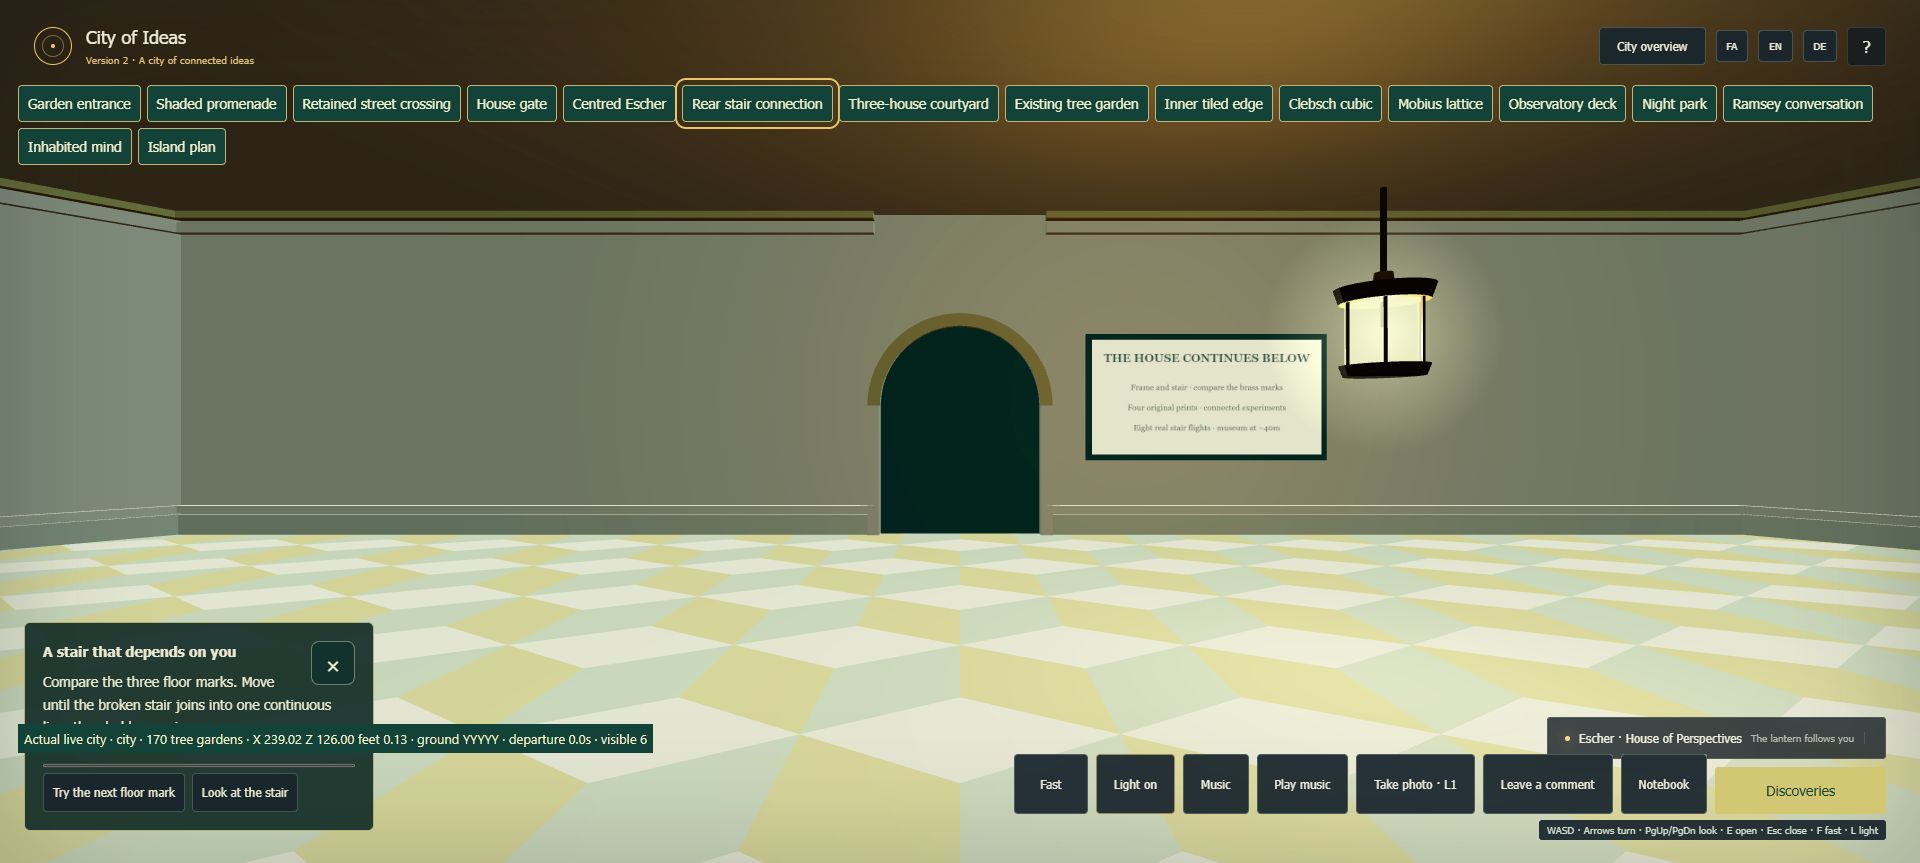 City of Ideas
Version 2 · A city of connected ideas
City overview
FA
EN
DE
?
Garden entrance
Shaded promenade
Retained street crossing
House gate
Centred Escher
Rear stair connection
Three-house courtyard
Existing tree garden
Inner tiled edge
Clebsch cubic
Mobius lattice
Observatory deck
Night park
Ramsey conversation
Inhabited mind
Island plan
THE HOUSE CONTINUES BELOW
Frame and stair · compare the brass marks
Four original prints · connected experiments
Eight real stair flights · museum at −40m
A stair that depends on you
×
Compare the three floor marks. Move
until the broken stair joins into one continuous
Actual live city · city · 170 tree gardens · X 239.02 Z 126.00 feet 0.13 · ground YYYYY · departure 0.0s · visible 6
Try the next floor mark
Look at the stair
Escher · House of Perspectives The lantern follows you
Fast
Light on
Music
Play music
Take photo · L1
Leave a comment
Notebook
Discoveries
WASD · Arrows turn · PgUp/PgDn look · E open · Esc close · F fast · L light